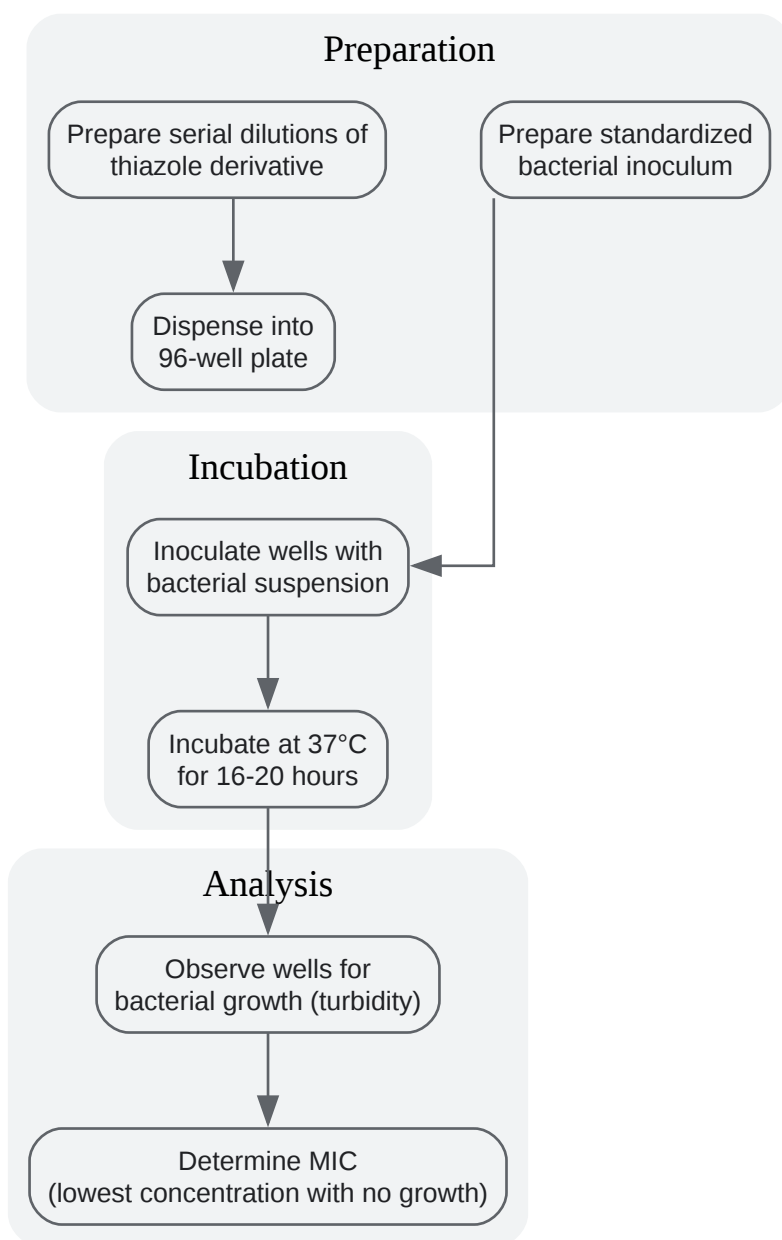 Preparation
Prepare serial dilutions of
thiazole derivative
Prepare standardized
bacterial inoculum
Dispense into
96-well plate
Incubation
Inoculate wells with
bacterial suspension
Incubate at 37°C
for 16-20 hours
Analysis
Observe wells for
bacterial growth (turbidity)
Determine MIC
(lowest concentration with no growth)